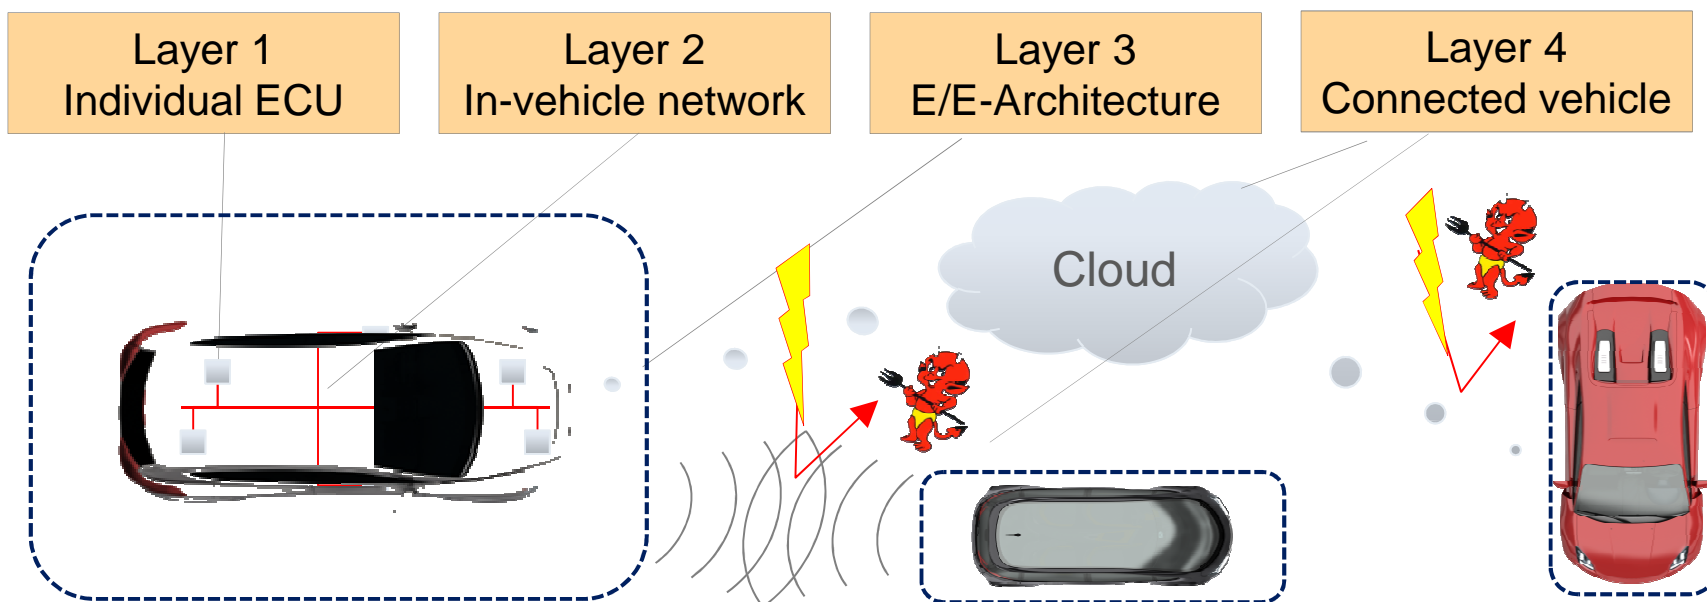 Layer 1
Individual ECU
Layer 2
In-vehicle network
Layer 3
E/E-Architecture
Layer 4
Connected vehicle
Cloud